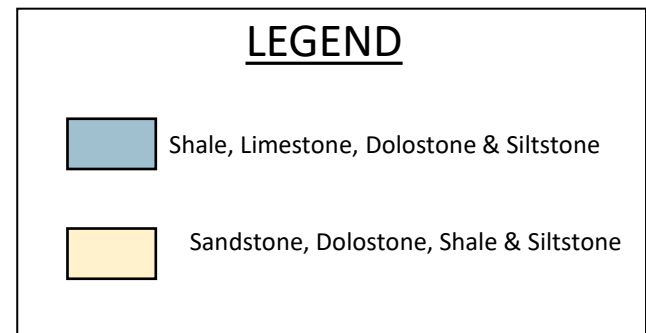 LEGEND
Shale, Limestone, Dolostone & Siltstone
Sandstone, Dolostone, Shale & Siltstone